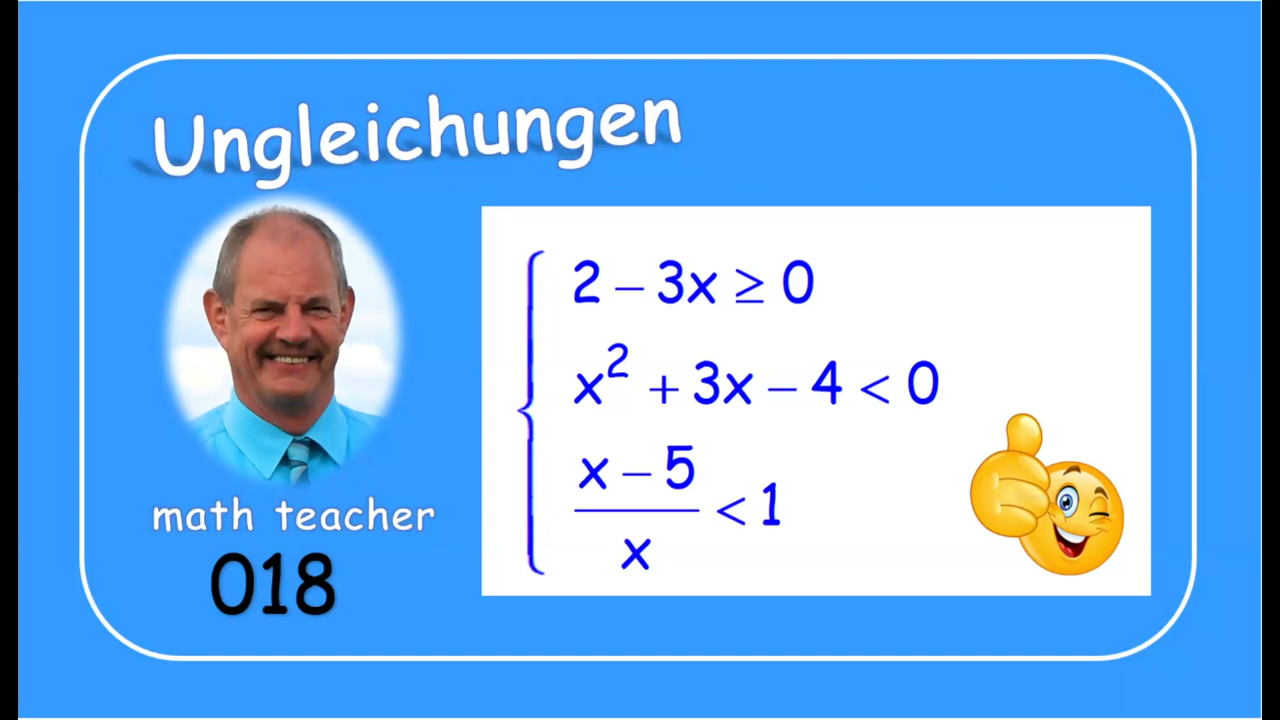 Ungleichungen
2 – 3x ≥ 0
x² + 3x – 4 < 0
x – 5
< 1
x
math teacher
018